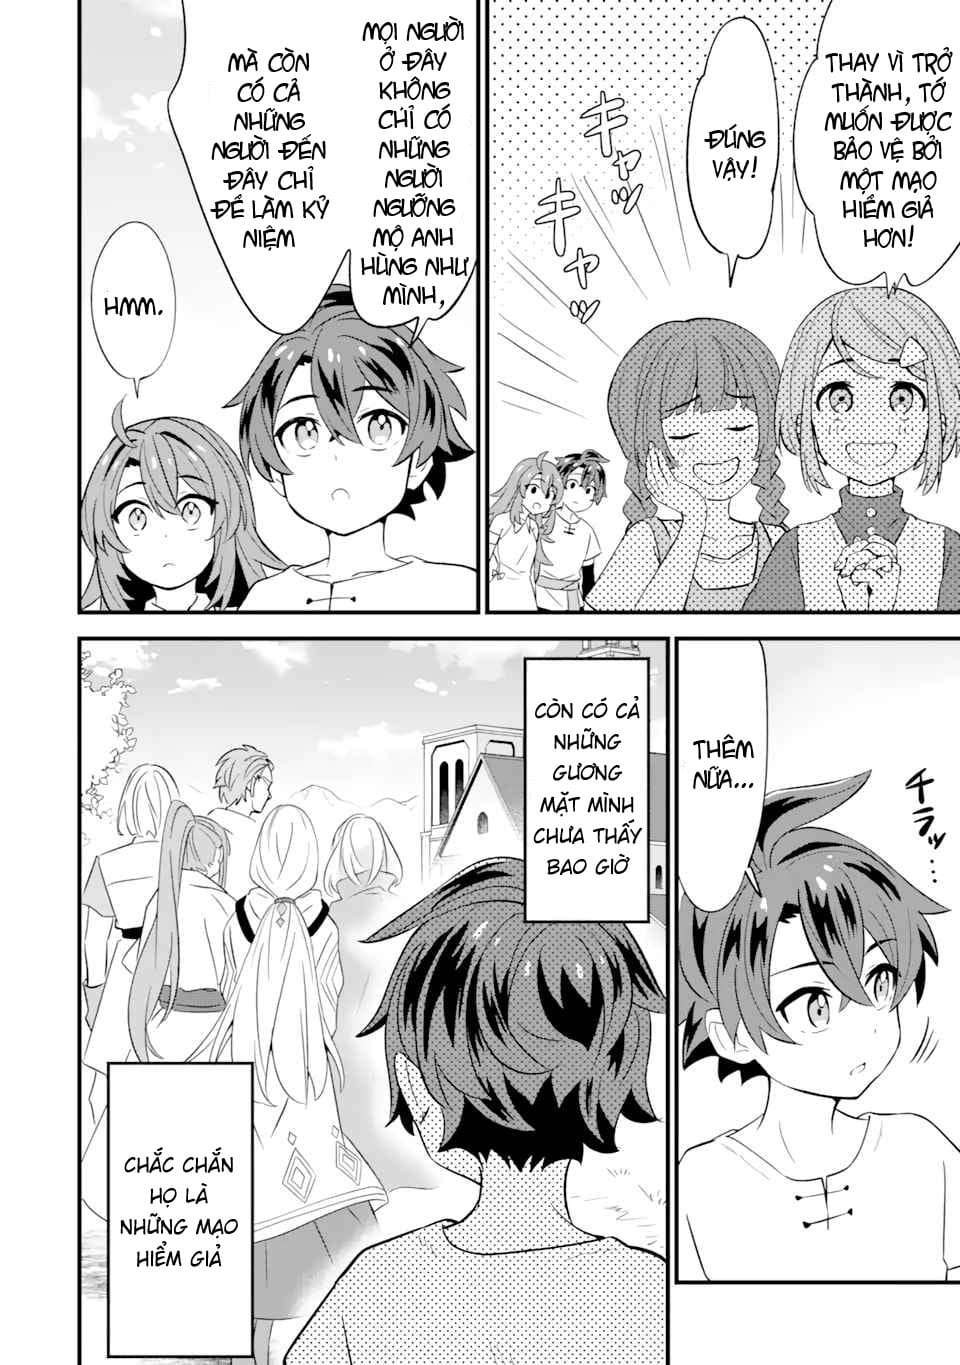 THAY VÌ TRỞ
THÀNH, TỚ
MUỐN ĐƯỢC
BẢO VỆ BỞI
MỘT MẠO
HIỂM GIẢ
HƠN!
ĐÚNG
VẬY!
キャッ
キャッ
MỌI NGƯỜI
Ở ĐÂY
KHÔNG
CHỈ CÓ
NHỮNG
NGƯỜI
NGƯỠNG
MỘ ANH
HÙNG NHƯ
MÌNH,
MÀ CÒN
CÓ CẢ
NHỮNG
NGƯỜI ĐẾN
ĐÂY CHỈ
ĐỂ LÀM KỶ
NIỆM
HMM.
THÊM
NỮA...
チラッ……
CÒN CÓ CẢ
NHỮNG
GƯƠNG
MẶT MÌNH
CHƯA THẤY
BAO GIỜ
CHẮC CHẮN
HỌ LÀ
NHỮNG MẠO
HIỂM GIẢ